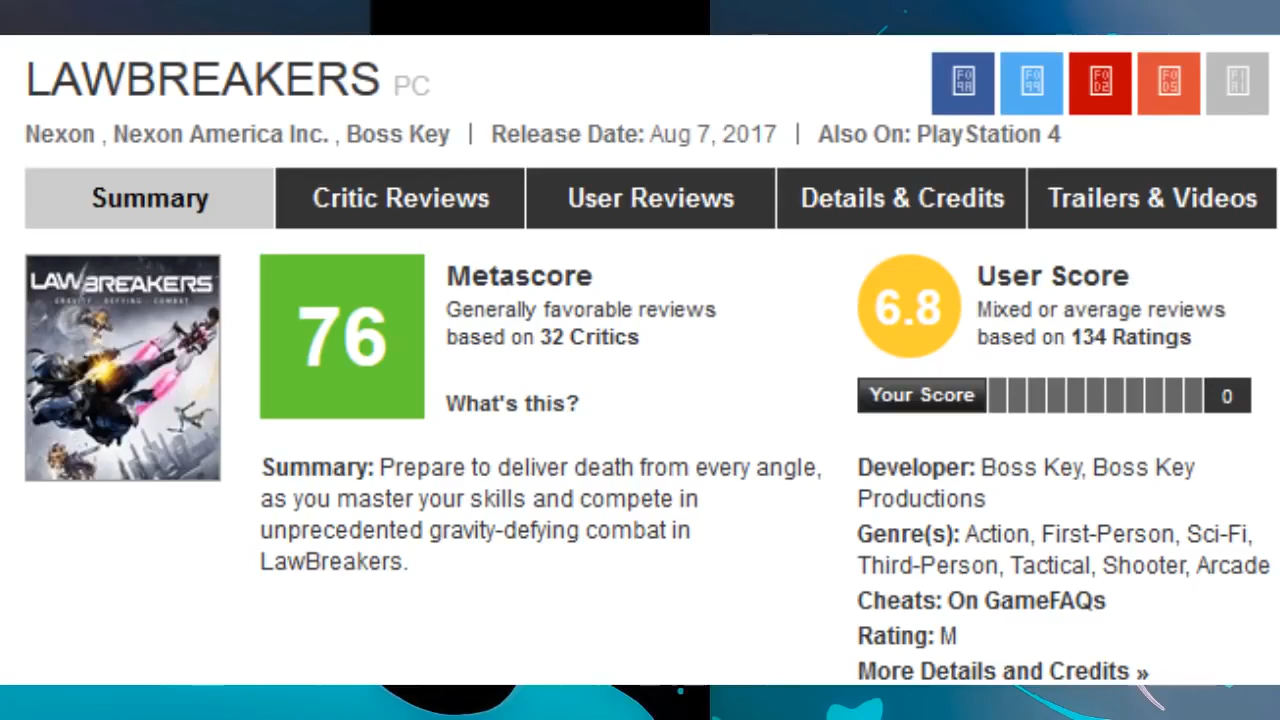 LAWBREAKERS PC
Nexon , Nexon America Inc. , Boss Key | Release Date: Aug 7, 2017 | Also On: PlayStation 4
Summary Critic Reviews User Reviews Details & Credits Trailers & Videos
LAWBREAKERS
GRAVITY - DEFYING - COMBAT
76
Metascore
Generally favorable reviews
based on 32 Critics
What's this?
Summary: Prepare to deliver death from every angle,
as you master your skills and compete in
unprecedented gravity-defying combat in
LawBreakers.
6.8
User Score
Mixed or average reviews
based on 134 Ratings
Your Score 0
Developer: Boss Key, Boss Key
Productions
Genre(s): Action, First-Person, Sci-Fi,
Third-Person, Tactical, Shooter, Arcade
Cheats: On GameFAQs
Rating: M
More Details and Credits »